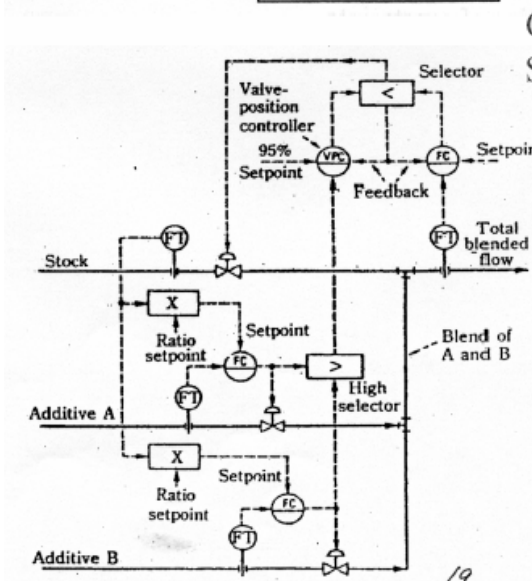 Selector
<
Valve-
position
controller
95%
Setpoint
VPC
FC
Setpoint
Feedback
FT
FT
Total
blended
flow
Stock
X
Setpoint
Ratio
setpoint
FC
>
Blend of
A and B
High
selector
FT
Additive A
X
Setpoint
Ratio
setpoint
FC
FT
Additive B
19